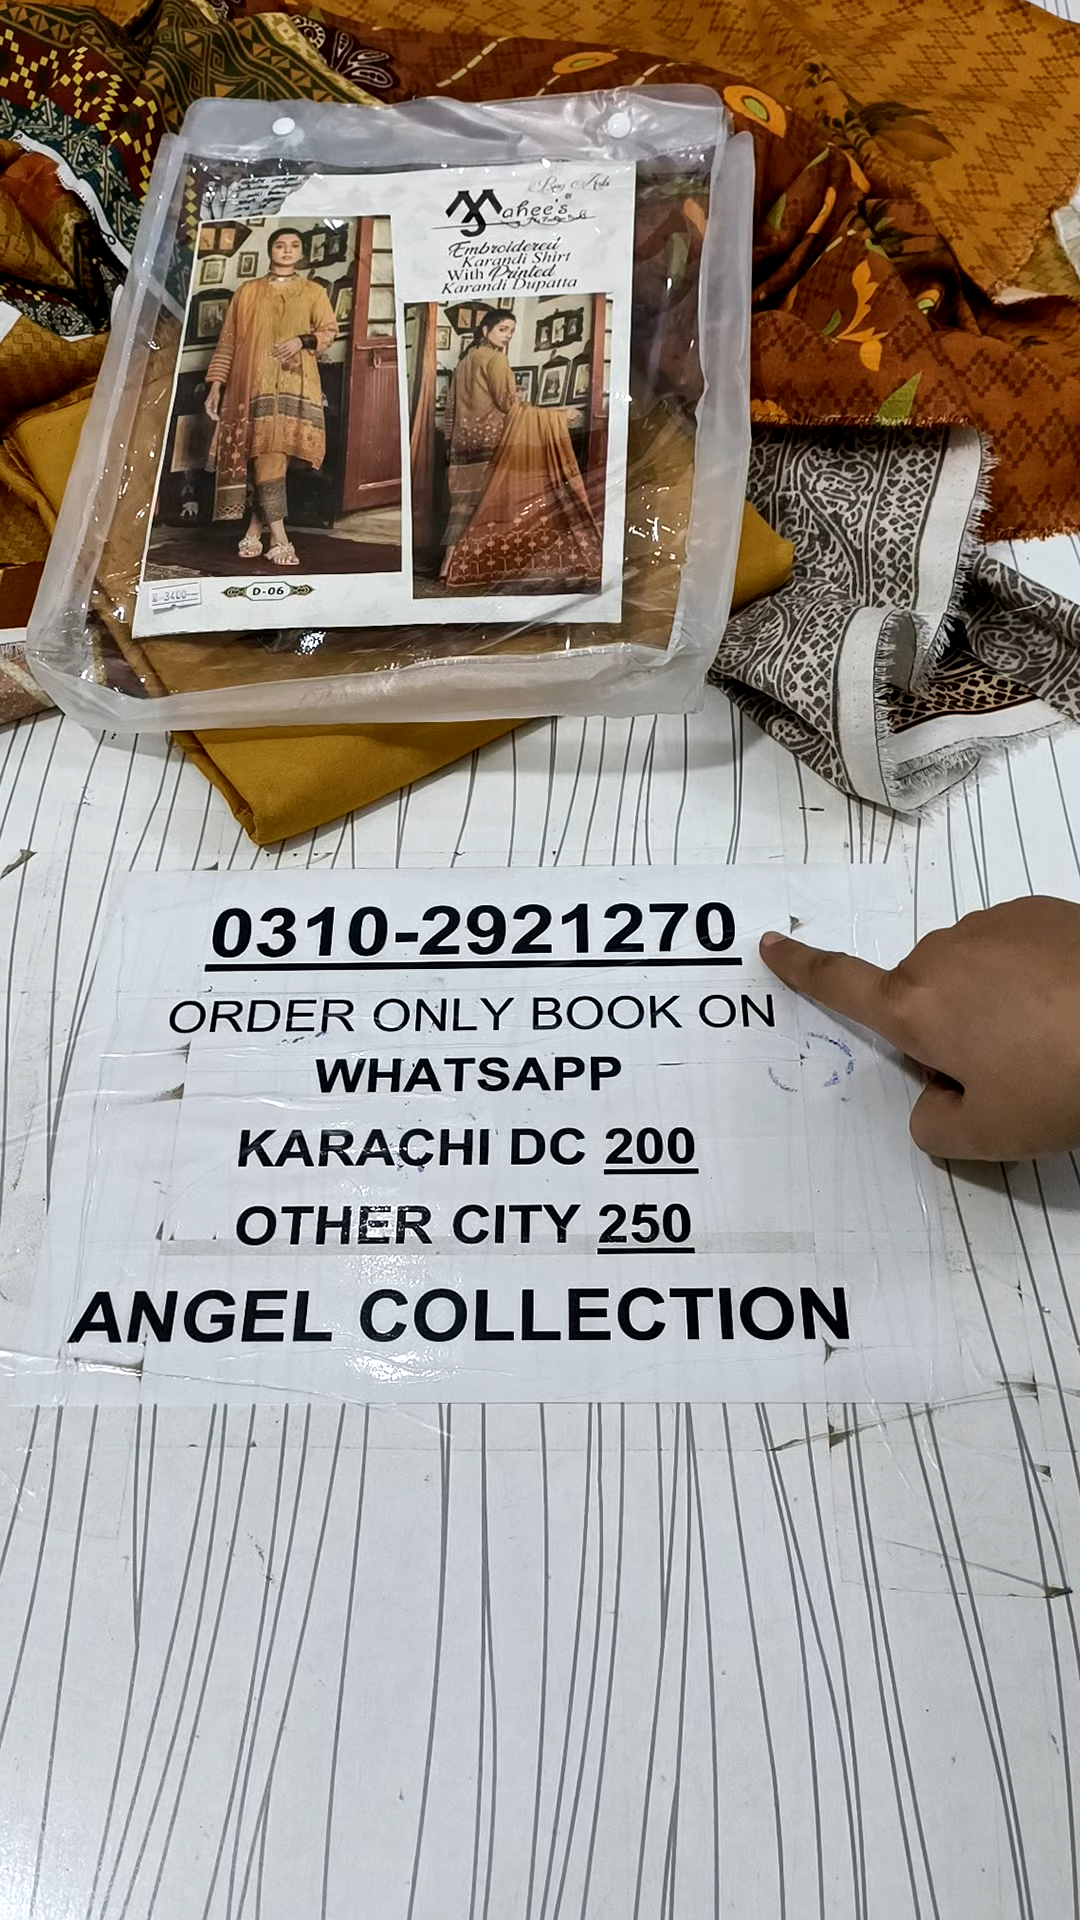 Mahee's
Embroidered
Karandi Shirt
With Printed
Karandi Dupatta
3400
D-06
0310-2921270
ORDER ONLY BOOK ON
WHATSAPP
KARACHI DC 200
OTHER CITY 250
ANGEL COLLECTION